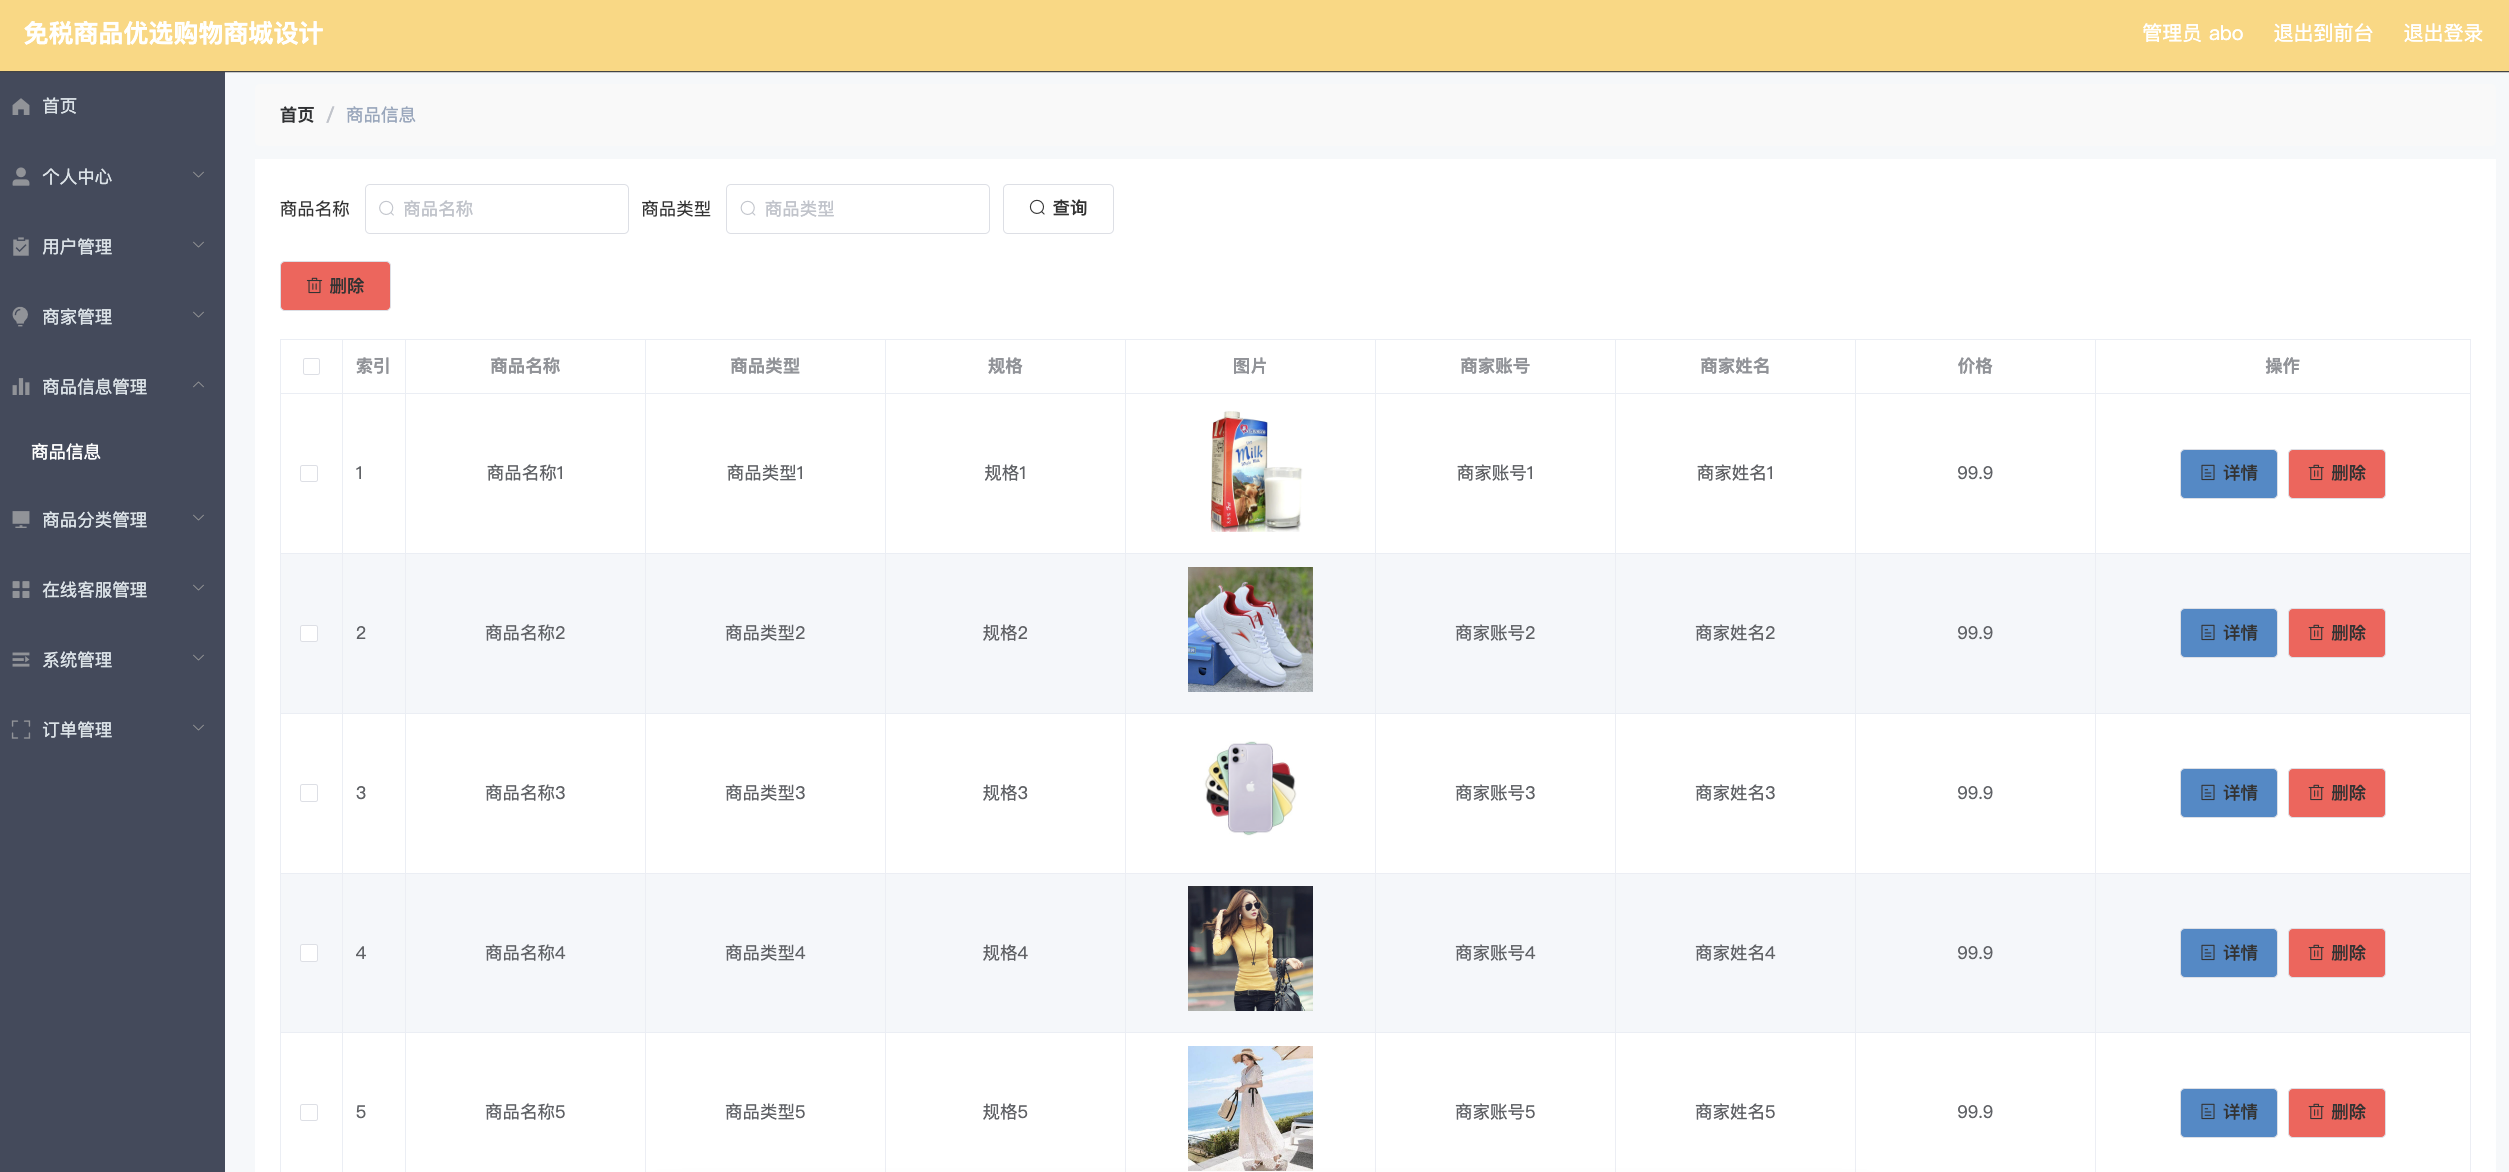 免税商品优选购物商城设计
管理员 abo 退出到前台 退出登录
首页
个人中心
用户管理
商家管理
商品信息管理
商品信息
商品分类管理
在线客服管理
系统管理
订单管理
首页 / 商品信息
商品名称 商品名称 商品类型 商品类型 查询
删除
索引 商品名称 商品类型 规格 图片 商家账号 商家姓名 价格 操作
1 商品名称1 商品类型1 规格1 Milk 商家账号1 商家姓名1 99.9 详情 删除
2 商品名称2 商品类型2 规格2 商家账号2 商家姓名2 99.9 详情 删除
3 商品名称3 商品类型3 规格3 商家账号3 商家姓名3 99.9 详情 删除
4 商品名称4 商品类型4 规格4 商家账号4 商家姓名4 99.9 详情 删除
5 商品名称5 商品类型5 规格5 商家账号5 商家姓名5 99.9 详情 删除